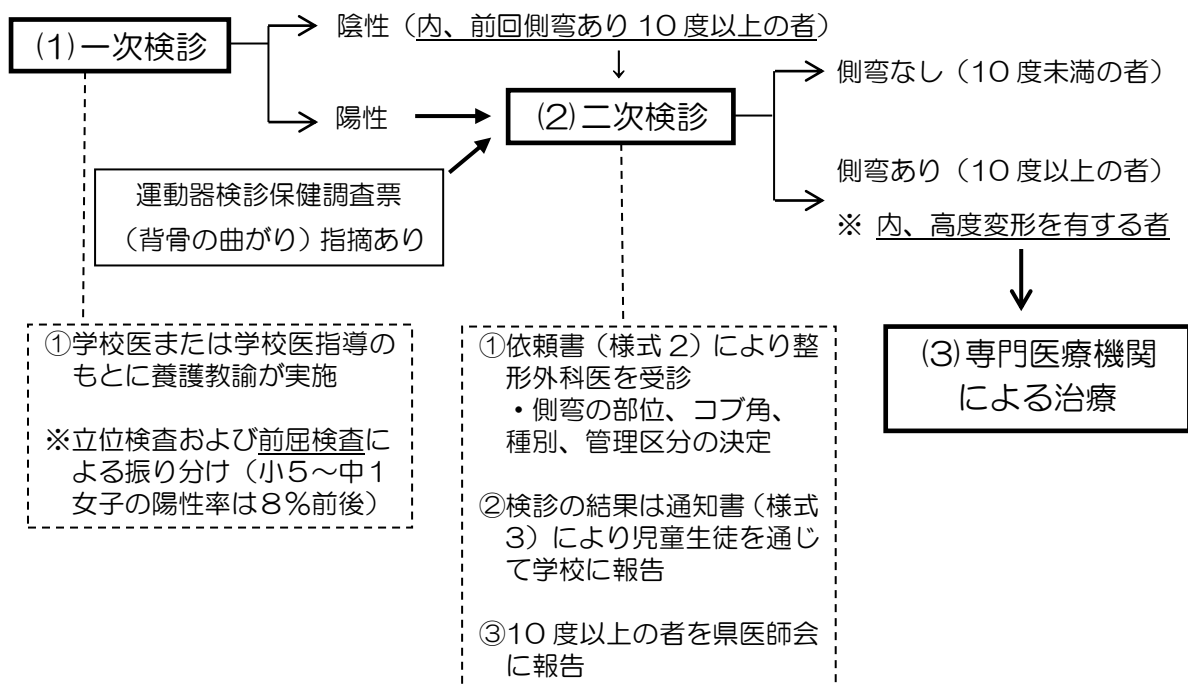 (1)一次検診
陰性（内、前回側弯あり 10 度以上の者）
陽性
(2)二次検診
側弯なし（10 度未満の者）
側弯あり（10 度以上の者）
※ 内、高度変形を有する者
運動器検診保健調査票
（背骨の曲がり）指摘あり
(3)専門医療機関
による治療
①学校医または学校医指導の
もとに養護教諭が実施
※立位検査および前屈検査に
よる振り分け（小５～中１
女子の陽性率は８％前後）
①依頼書（様式２）により整
形外科医を受診
・側弯の部位、コブ角、
種別、管理区分の決定
②検診の結果は通知書（様式
３）により児童生徒を通じ
て学校に報告
③10 度以上の者を県医師会
に報告